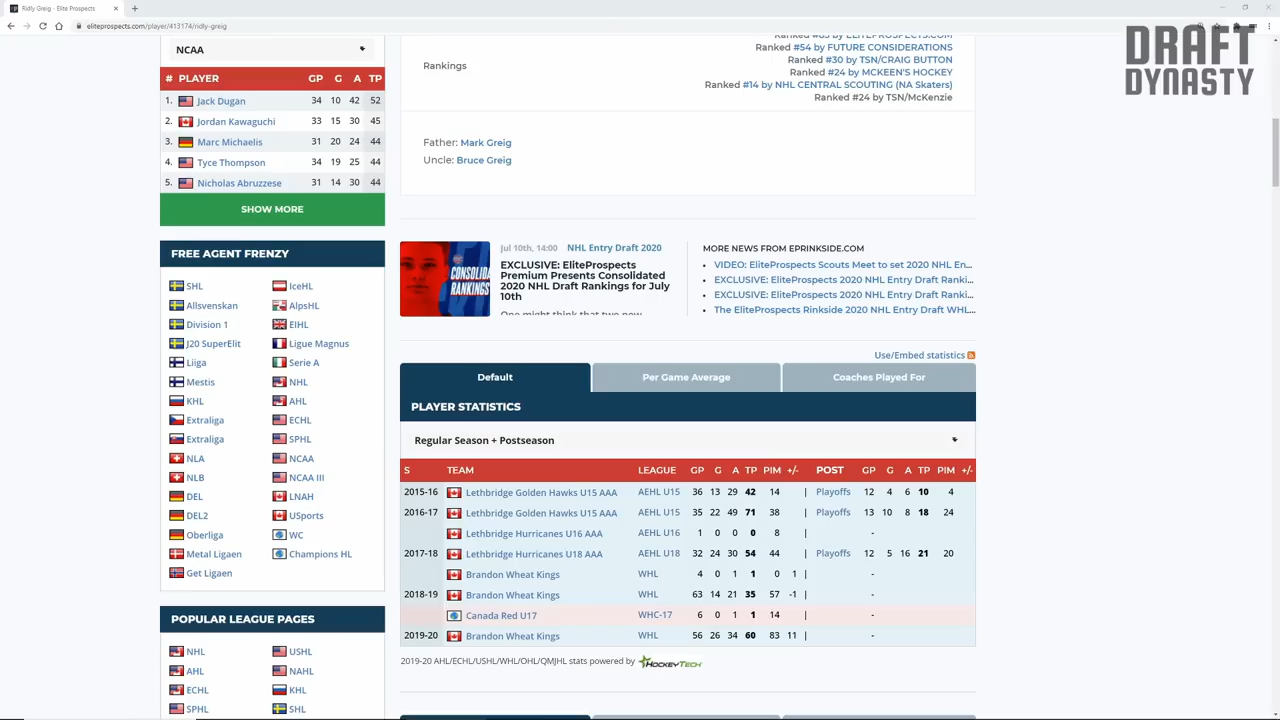 Ridly Greig | Elite Prospects
eliteprospects.com/player/413174/ridly-greig
DRAFT
DYNASTY
NCAA
# PLAYER GP G A TP
1. Jack Dugan 34 10 42 52
2. Jordan Kawaguchi 33 15 30 45
3. Marc Michaelis 31 20 24 44
4. Tyce Thompson 34 19 25 44
5. Nicholas Abruzzese 31 14 30 44
SHOW MORE
FREE AGENT FRENZY
SHL IceHL
Allsvenskan AlpsHL
Division 1 EIHL
J20 SuperElit Ligue Magnus
Liiga Serie A
Mestis NHL
KHL AHL
Extraliga ECHL
Extraliga SPHL
NLA NCAA
NLB NCAA III
DEL LNAH
DEL2 USports
Oberliga WC
Metal Ligaen Champions HL
Get Ligaen
POPULAR LEAGUE PAGES
NHL USHL
AHL NAHL
ECHL KHL
SPHL SHL
Rankings
Ranked #63 by ELITEPROSPECTS.COM
Ranked #54 by FUTURE CONSIDERATIONS
Ranked #30 by TSN/CRAIG BUTTON
Ranked #24 by MCKEEN'S HOCKEY
Ranked #14 by NHL CENTRAL SCOUTING (NA Skaters)
Ranked #24 by TSN/McKenzie
Father: Mark Greig
Uncle: Bruce Greig
CONSOLIDA
RANKINGS
Jul 10th, 14:00 NHL Entry Draft 2020
EXCLUSIVE: EliteProspects
Premium Presents Consolidated
2020 NHL Draft Rankings for July
10th
One might think that two now
MORE NEWS FROM EPRINKSIDE.COM
• VIDEO: EliteProspects Scouts Meet to set 2020 NHL En...
• EXCLUSIVE: EliteProspects 2020 NHL Entry Draft Ranki...
• EXCLUSIVE: EliteProspects 2020 NHL Entry Draft Ranki...
• The EliteProspects Rinkside 2020 NHL Entry Draft WHL...
Use/Embed statistics
Default Per Game Average Coaches Played For
PLAYER STATISTICS
Regular Season + Postseason
S TEAM LEAGUE GP G A TP PIM +/- POST GP G A TP PIM +/-
2015-16 Lethbridge Golden Hawks U15 AAA AEHL U15 36 13 29 42 14 | Playoffs 12 4 6 10 4
2016-17 Lethbridge Golden Hawks U15 AAA AEHL U15 35 22 49 71 38 | Playoffs 13 10 8 18 24
Lethbridge Hurricanes U16 AAA AEHL U16 1 0 0 0 8 | -
2017-18 Lethbridge Hurricanes U18 AAA AEHL U18 32 24 30 54 44 | Playoffs 12 5 16 21 20
Brandon Wheat Kings WHL 4 0 1 1 0 1 | -
2018-19 Brandon Wheat Kings WHL 63 14 21 35 57 -1 | -
Canada Red U17 WHC-17 6 0 1 1 14 | -
2019-20 Brandon Wheat Kings WHL 56 26 34 60 83 11 | -
2019-20 AHL/ECHL/USHL/WHL/OHL/QMJHL stats powered by HOCKEYTECH